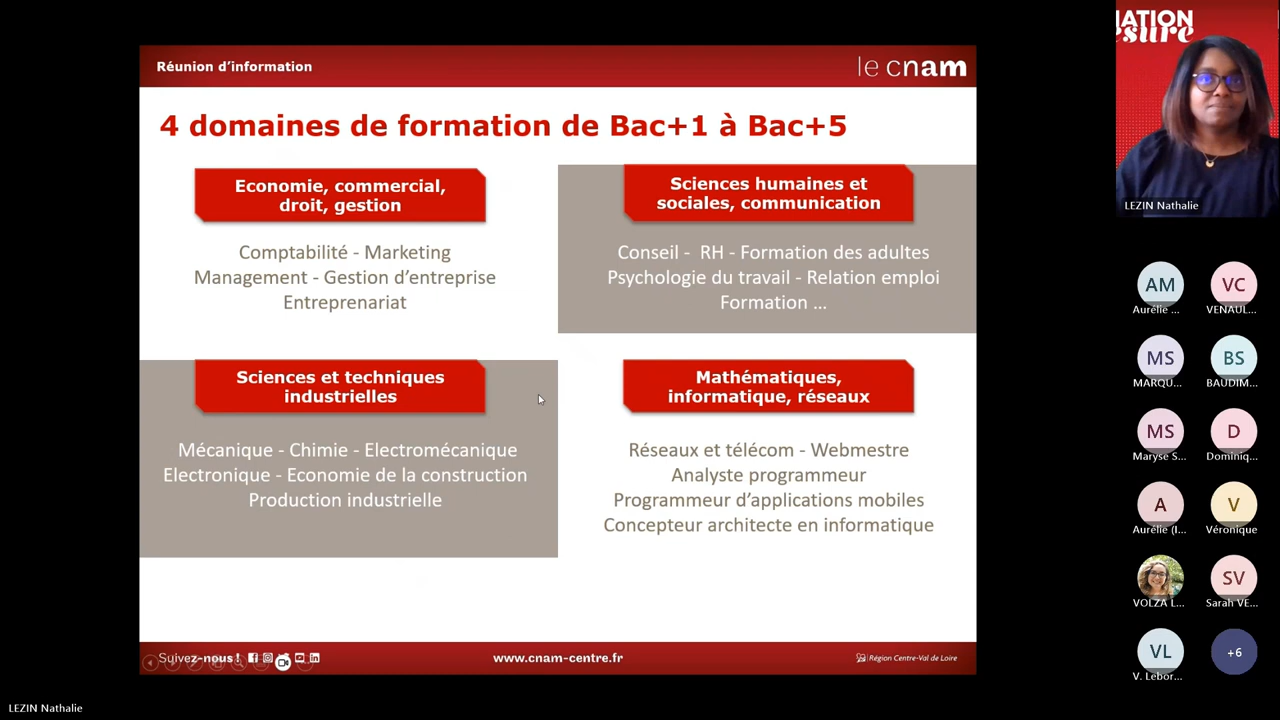 Réunion d'information
le cnam
4 domaines de formation de Bac+1 à Bac+5
Economie, commercial,
droit, gestion
Comptabilité - Marketing
Management - Gestion d'entreprise
Entreprenariat
Sciences humaines et
sociales, communication
Conseil - RH - Formation des adultes
Psychologie du travail - Relation emploi
Formation ...
Sciences et techniques
industrielles
Mécanique - Chimie - Electromécanique
Electronique - Economie de la construction
Production industrielle
Mathématiques,
informatique, réseaux
Réseaux et télécom - Webmestre
Analyste programmeur
Programmeur d'applications mobiles
Concepteur architecte en informatique
Suivez-nous !
www.cnam-centre.fr
Région Centre-Val de Loire
LEZIN Nathalie
AM
Aurélie ...
VC
VENAUL...
MS
MARQU...
BS
BAUDIM...
MS
Maryse S...
D
Dominiq...
A
Aurélie (I...
V
Véronique
VOLZA L...
SV
Sarah VE...
VL
V. Lebor...
+6
LEZIN Nathalie